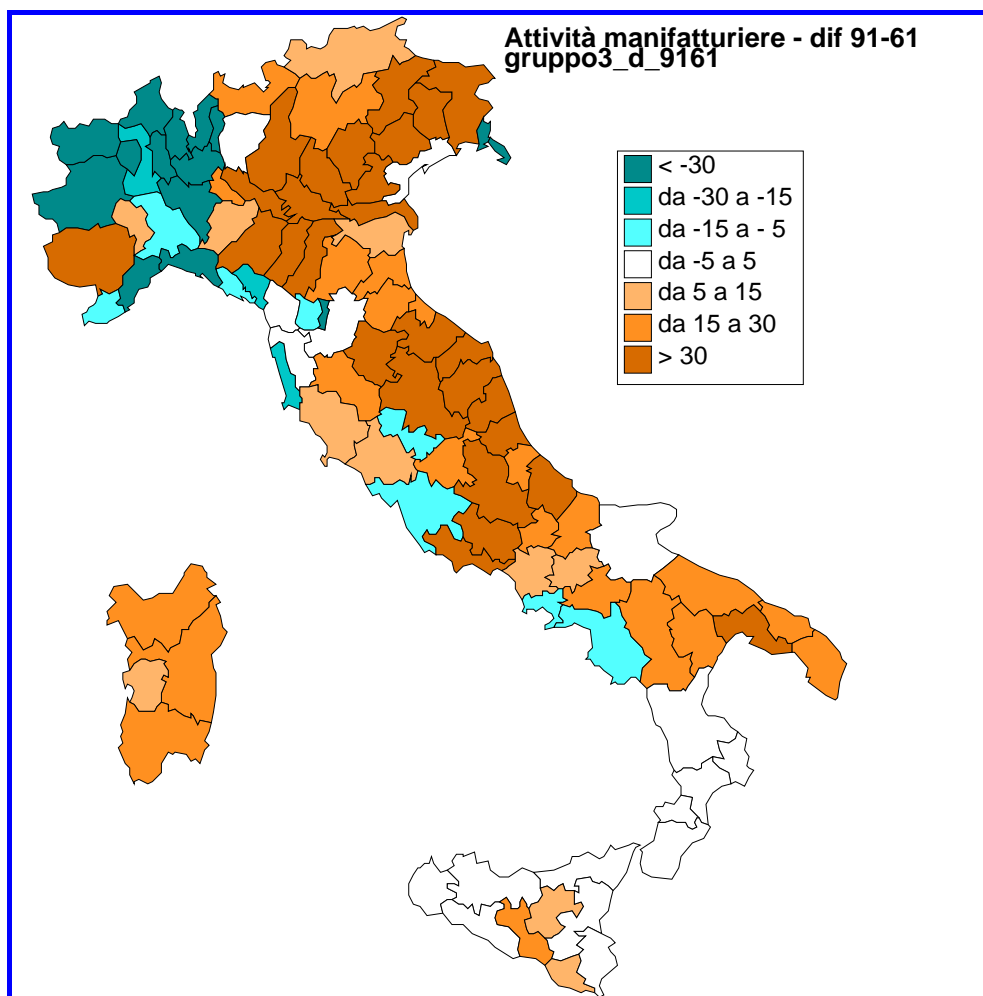 Attività manifatturiere - dif 91-61
gruppo3_d_9161
< -30
da -30 a -15
da -15 a - 5
da -5 a 5
da 5 a 15
da 15 a 30
> 30